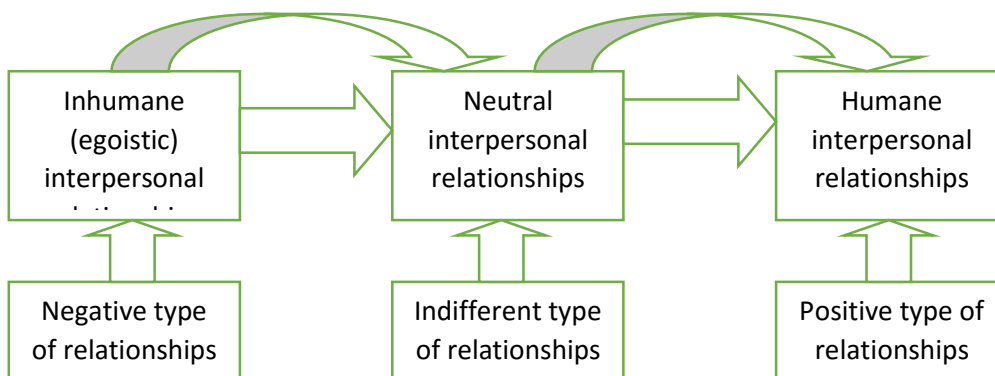 Inhumane
(egoistic)
interpersonal
Neutral
interpersonal
relationships
Humane
interpersonal
relationships
Negative type
of relationships
Indifferent type
of relationships
Positive type of
relationships